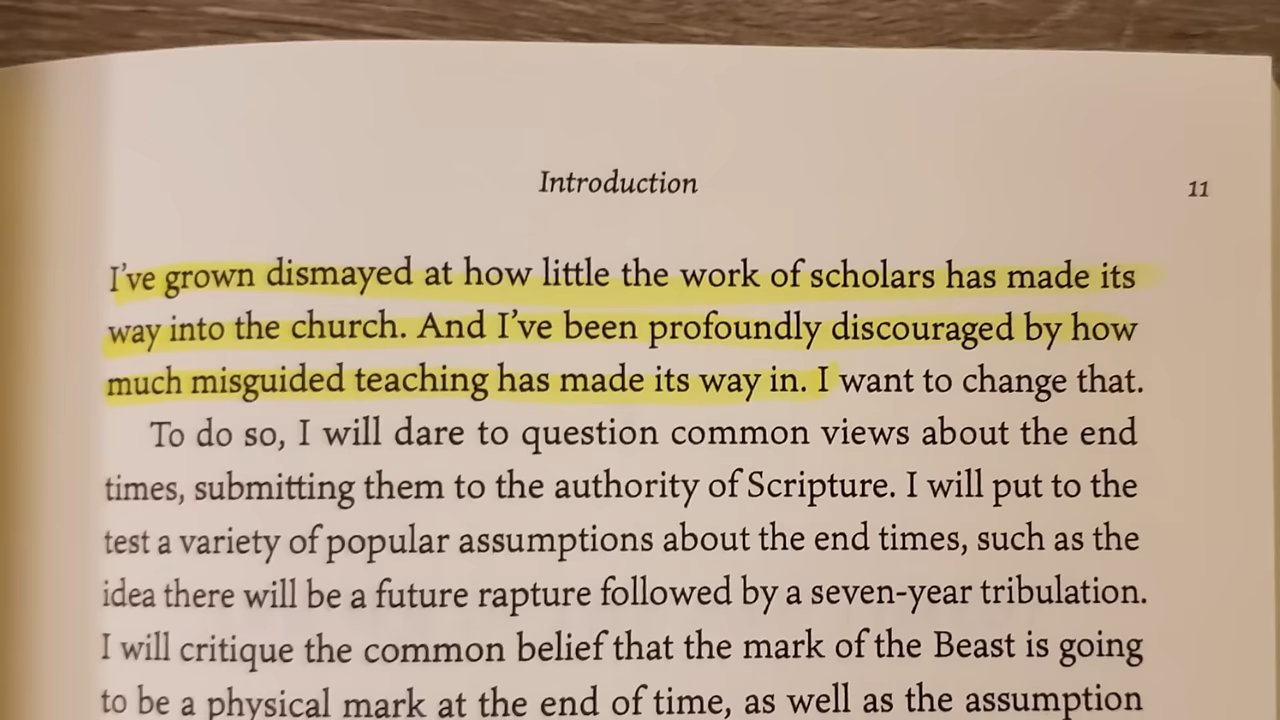 Introduction 11
I've grown dismayed at how little the work of scholars has made its
way into the church. And I've been profoundly discouraged by how
much misguided teaching has made its way in. I want to change that.
To do so, I will dare to question common views about the end
times, submitting them to the authority of Scripture. I will put to the
test a variety of popular assumptions about the end times, such as the
idea there will be a future rapture followed by a seven-year tribulation.
I will critique the common belief that the mark of the Beast is going
to be a physical mark at the end of time, as well as the assumption